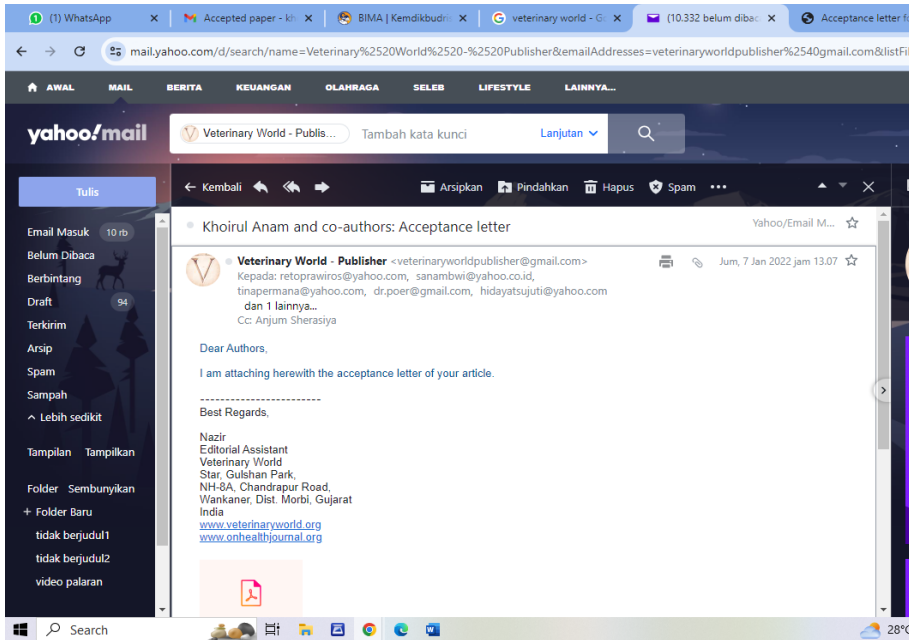 (1) WhatsApp
Accepted paper - kh
BIMA | Kemdikbudri
veterinary world - G
(10.332 belum dibac
Acceptance letter fo
mail.yahoo.com/d/search/name=Veterinary%2520World%2520-%2520Publisher&emailAddresses=veterinaryworldpublisher%2540gmail.com&listFil
AWAL MAIL BERITA KEUANGAN OLAHRAGA SELEB LIFESTYLE LAINNYA...
yahoo!mail
Veterinary World - Publis... Tambah kata kunci Lanjutan
Tulis
Email Masuk 10 rb
Belum Dibaca
Berbintang
Draft 94
Terkirim
Arsip
Spam
Sampah
Lebih sedikit
Tampilan Tampilkan
Folder Sembunyikan
+ Folder Baru
tidak berjudul1
tidak berjudul2
video palaran
Kembali Arsipkan Pindahkan Hapus Spam
Khoirul Anam and co-authors: Acceptance letter Yahoo/Email M...
Veterinary World - Publisher <veterinaryworldpublisher@gmail.com> Jum, 7 Jan 2022 jam 13.07
Kepada: retoprawiros@yahoo.com, sanambwi@yahoo.co.id,
tinapermana@yahoo.com, dr.poer@gmail.com, hidayatsujuti@yahoo.com
dan 1 lainnya...
Cc: Anjum Sherasiya
Dear Authors,
I am attaching herewith the acceptance letter of your article.
-------------------------
Best Regards,
Nazir
Editorial Assistant
Veterinary World
Star, Gulshan Park,
NH-8A, Chandrapur Road,
Wankaner, Dist. Morbi, Gujarat
India
www.veterinaryworld.org
www.onhealthjournal.org
Search
28°C